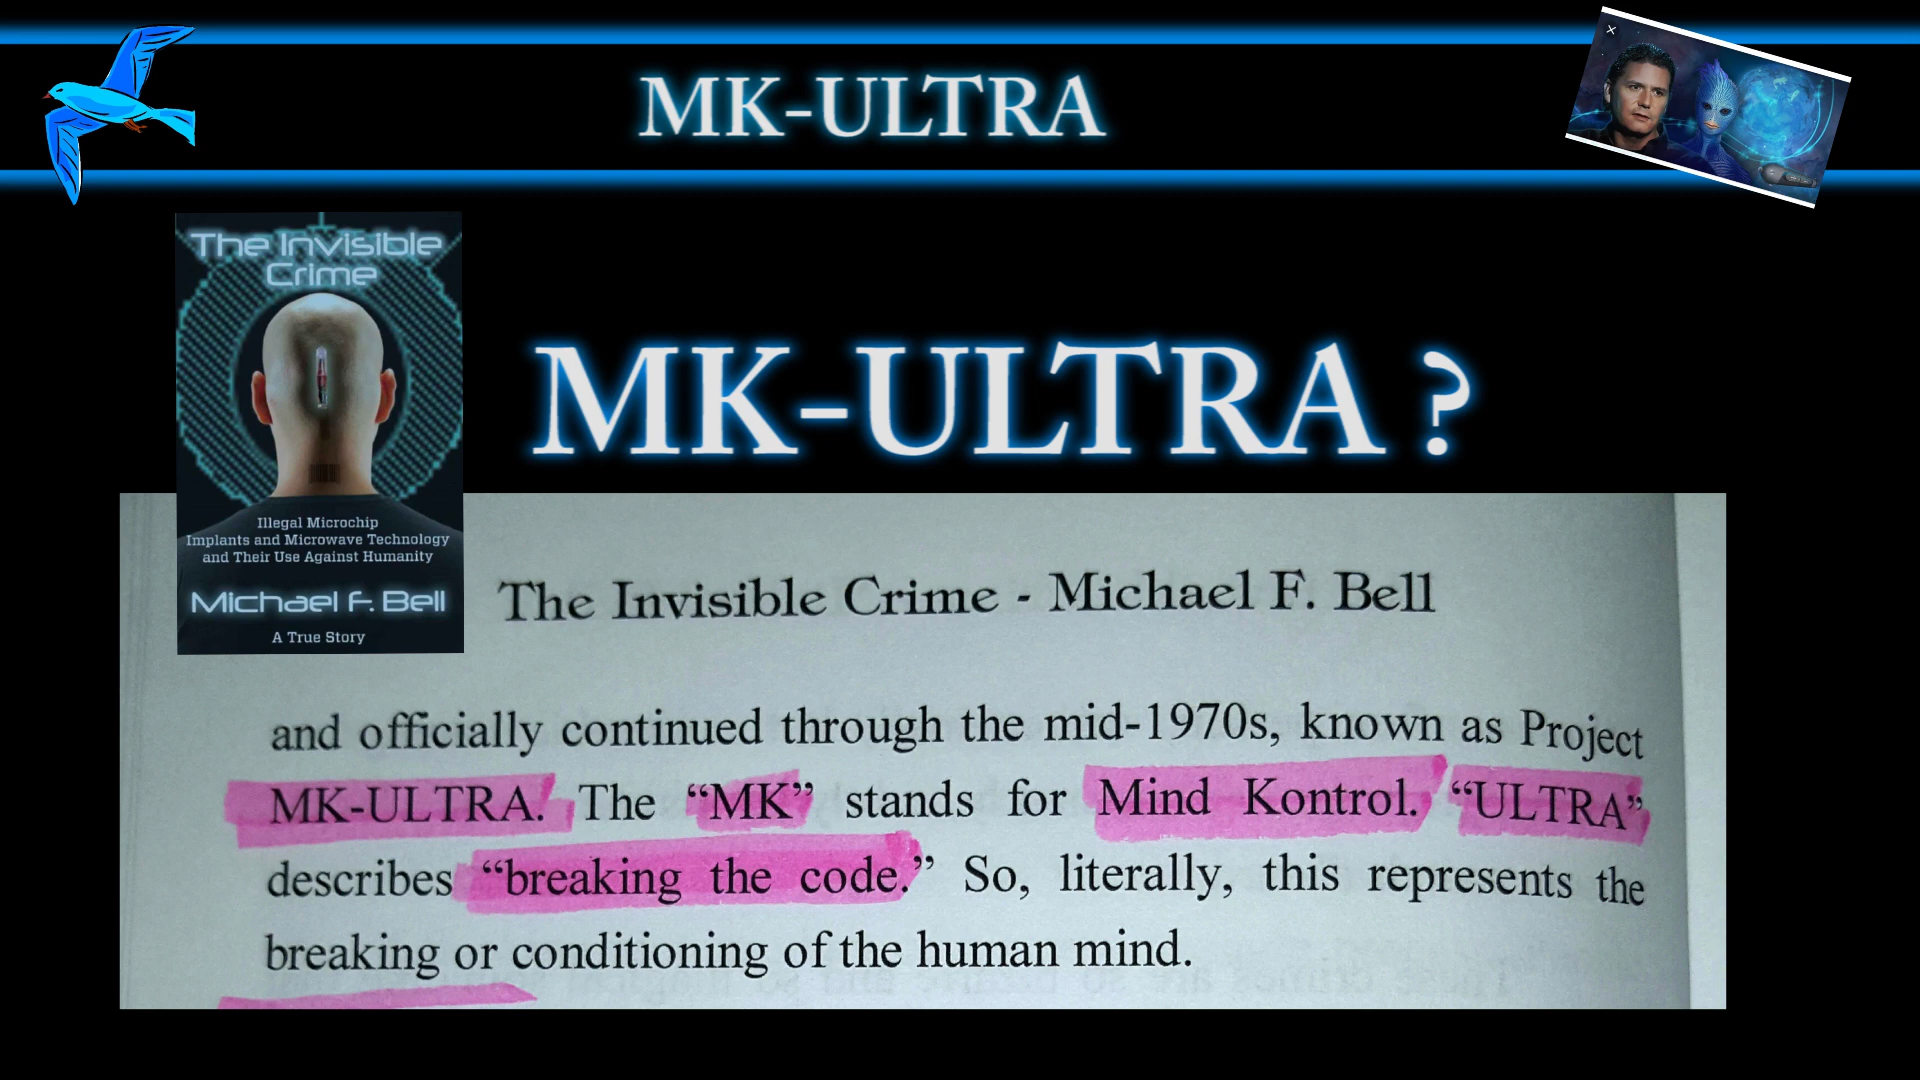 MK-ULTRA
The Invisible
Crime
MK-ULTRA ?
Illegal Microchip
Implants and Microwave Technology
and Their Use Against Humanity
Michael F. Bell
A True Story
The Invisible Crime - Michael F. Bell
and officially continued through the mid-1970s, known as Project
MK-ULTRA. The “MK” stands for Mind Kontrol. “ULTRA”
describes “breaking the code.” So, literally, this represents the
breaking or conditioning of the human mind.